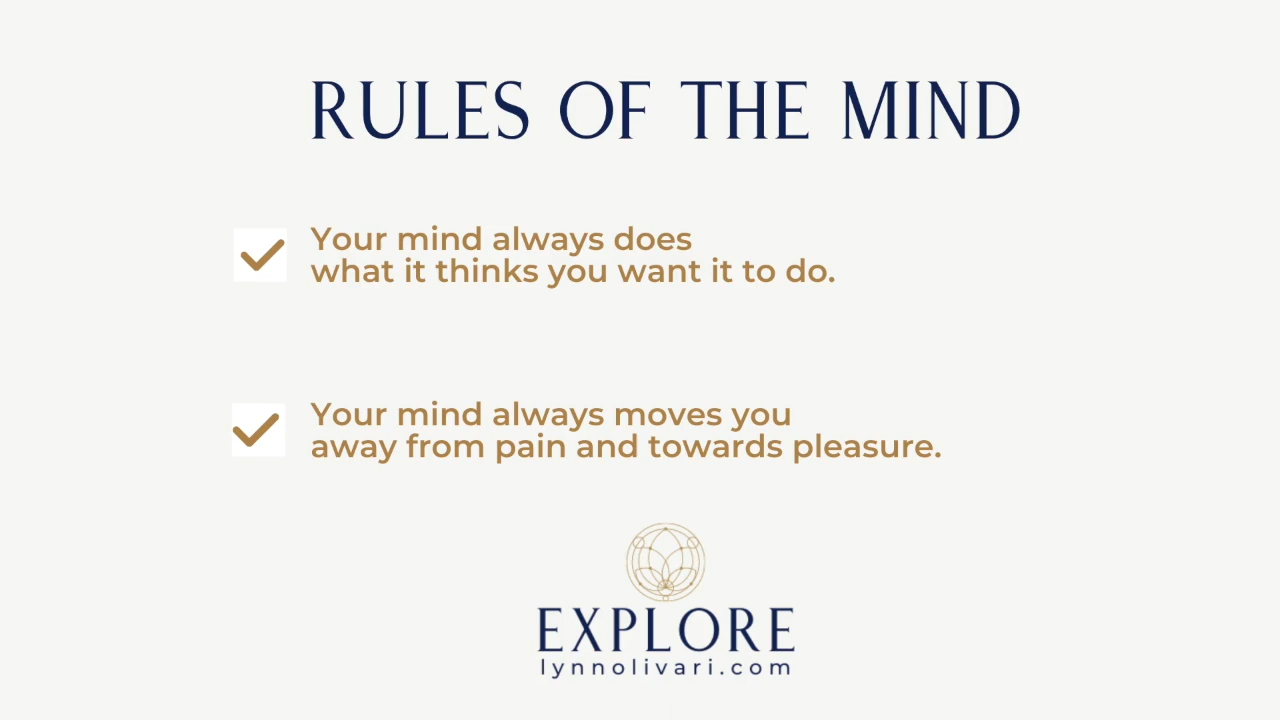 RULES OF THE MIND
Your mind always does
what it thinks you want it to do.
Your mind always moves you
away from pain and towards pleasure.
EXPLORE
lynnolivari.com